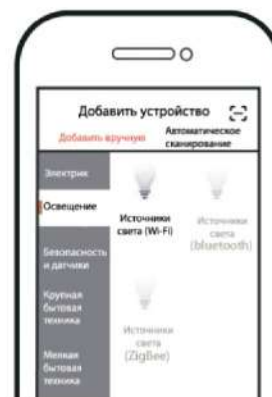 Добавить устройство
Добавить вручную
Автоматическое
сканирование
Электрик
Освещение
Безопасность
и датчики
Крупная
бытовая
техника
Мелкая
бытовая
техника
Источники
света (Wi-Fi)
Источники
света
(bluetooth)
Источники
света
(ZigBee)